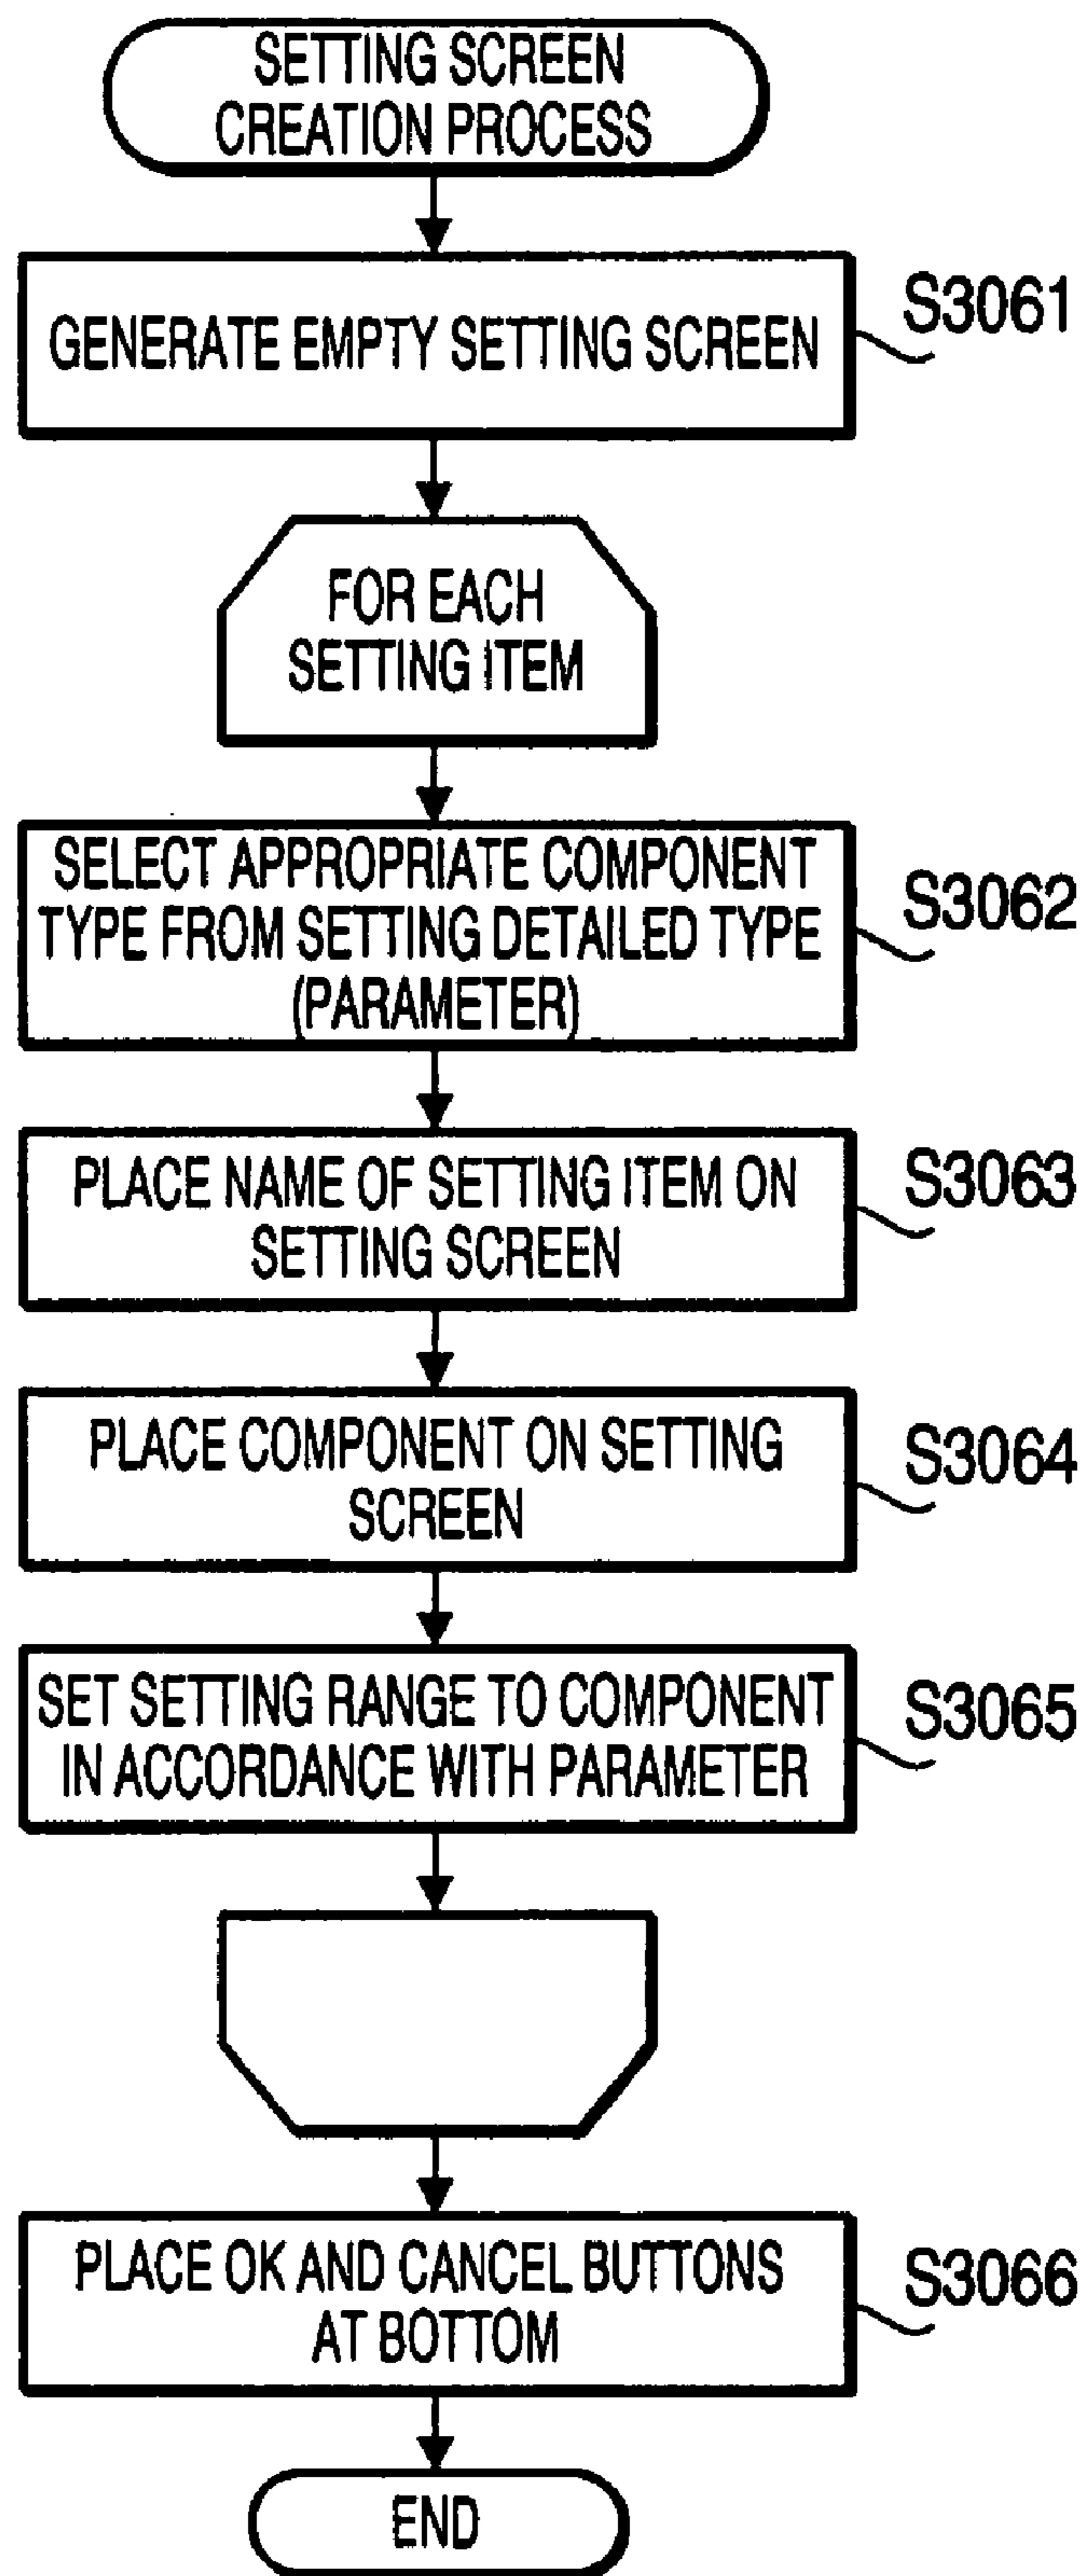 SETTING SCREEN
CREATION PROCESS
GENERATE EMPTY SETTING SCREEN
S3061
FOR EACH
SETTING ITEM
SELECT APPROPRIATE COMPONENT
TYPE FROM SETTING DETAILED TYPE
(PARAMETER)
S3062
PLACE NAME OF SETTING ITEM ON
SETTING SCREEN
S3063
PLACE COMPONENT ON SETTING
SCREEN
S3064
SET SETTING RANGE TO COMPONENT
IN ACCORDANCE WITH PARAMETER
S3065
PLACE OK AND CANCEL BUTTONS
AT BOTTOM
S3066
END